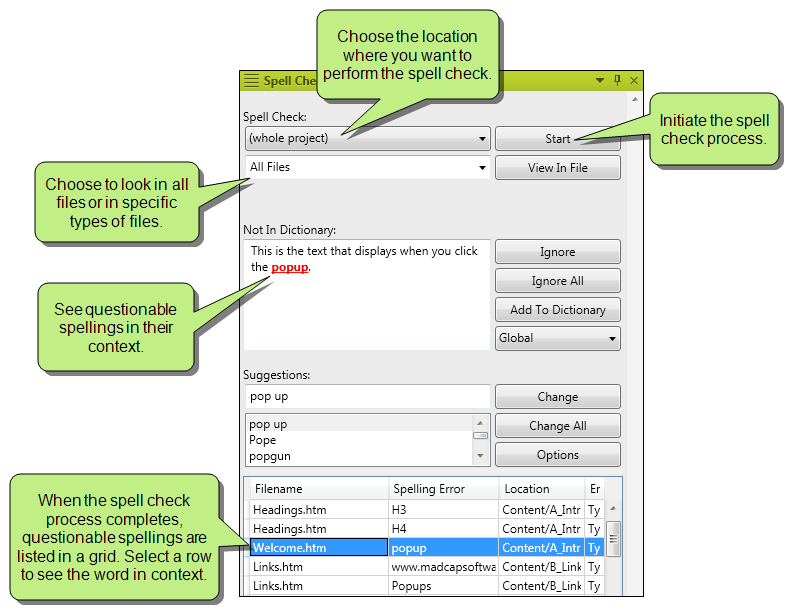 Choose the location
where you want to
perform the spell check.
Spell Che
Initiate the spell
check process.
Spell Check:
(whole project)
Start
Choose to look in all
files or in specific
types of files.
All Files
View In File
Not In Dictionary:
This is the text that displays when you click
the popup.
Ignore
Ignore All
Add To Dictionary
Global
See questionable
spellings in their
context.
Suggestions:
pop up
Change
pop up
Pope
popgun
Change All
Options
When the spell check
process completes,
questionable spellings are
listed in a grid. Select a row
to see the word in context.
Filename Spelling Error Location Er
Headings.htm H3 Content/A_Intr Ty
Headings.htm H4 Content/A_Intr Ty
Welcome.htm popup Content/A_Intr Ty
Links.htm www.madcapsoftwa Content/B_Link Ty
Links.htm Popups Content/B_Link Ty